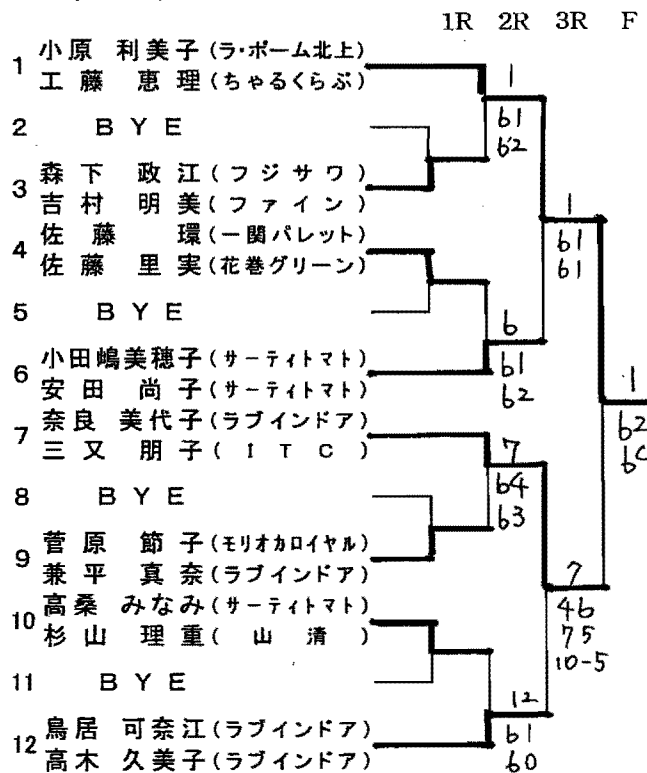 1R 2R 3R F
1 小原 利美子(ラ・ポーム北上)
工藤 恵理(ちゃるくらぶ)
2 BYE
3 森下 政江(フジサワ)
吉村 明美(ファイン)
4 佐藤 環(一関パレット)
佐藤 里実(花巻グリーン)
5 BYE
6 小田嶋美穂子(サーティトマト)
安田 尚子(サーティトマト)
7 奈良 美代子(ラブインドア)
三又 朋子(ITC)
8 BYE
9 菅原 節子(モリオカロイヤル)
兼平 真奈(ラブインドア)
10 高桑 みなみ(サーティトマト)
杉山 理重(山清)
11 BYE
12 鳥居 可奈江(ラブインドア)
高木 久美子(ラブインドア)
1
61
62
6
61
62
7
64
63
12
61
60
1
61
61
7
46
75
10-5
1
62
60